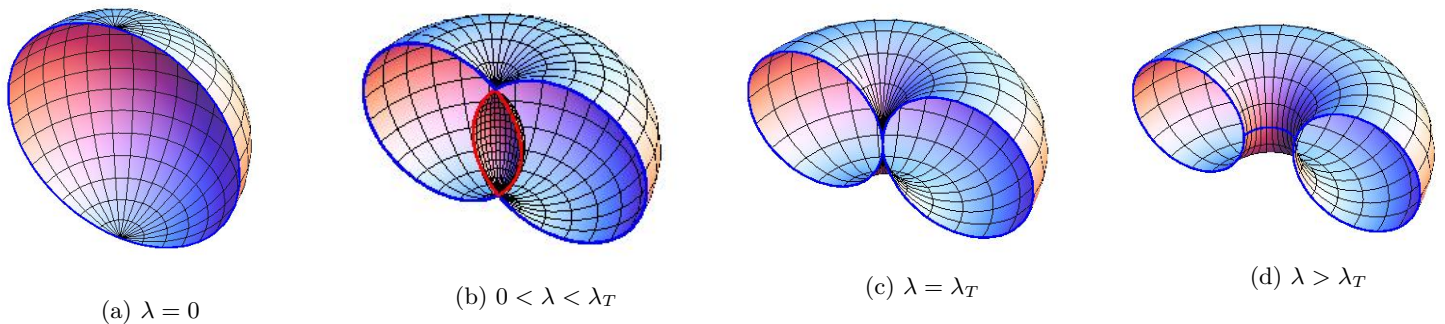 (a) λ = 0
(b) 0 < λ < λ_T
(c) λ = λ_T
(d) λ > λ_T